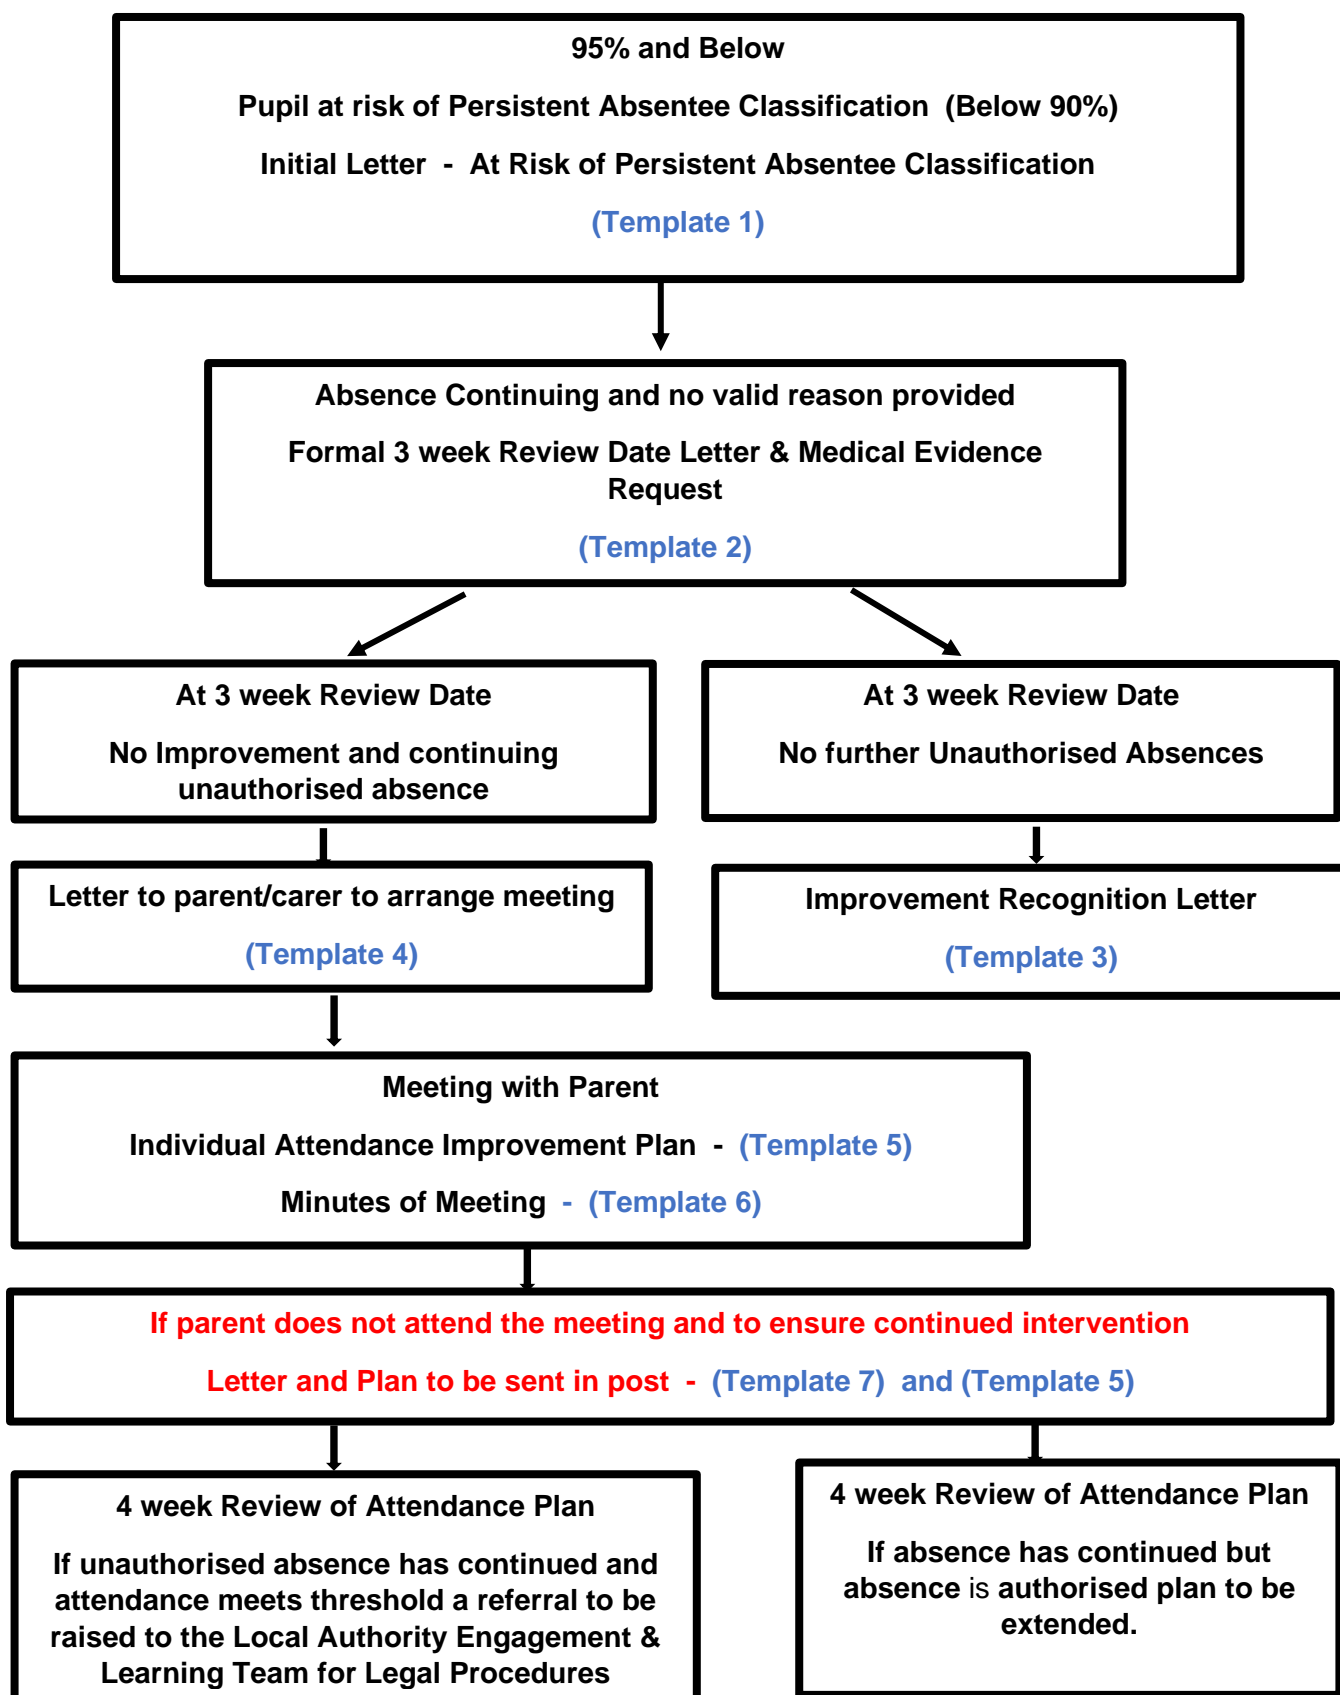 95% and Below
Pupil at risk of Persistent Absentee Classification (Below 90%)
Initial Letter - At Risk of Persistent Absentee Classification
(Template 1)
Absence Continuing and no valid reason provided
Formal 3 week Review Date Letter & Medical Evidence
Request
(Template 2)
At 3 week Review Date
No Improvement and continuing
unauthorised absence
At 3 week Review Date
No further Unauthorised Absences
Letter to parent/carer to arrange meeting
(Template 4)
Improvement Recognition Letter
(Template 3)
Meeting with Parent
Individual Attendance Improvement Plan - (Template 5)
Minutes of Meeting - (Template 6)
If parent does not attend the meeting and to ensure continued intervention
Letter and Plan to be sent in post - (Template 7) and (Template 5)
4 week Review of Attendance Plan
If unauthorised absence has continued and
attendance meets threshold a referral to be
raised to the Local Authority Engagement &
Learning Team for Legal Procedures
4 week Review of Attendance Plan
If absence has continued but
absence is authorised plan to be
extended.